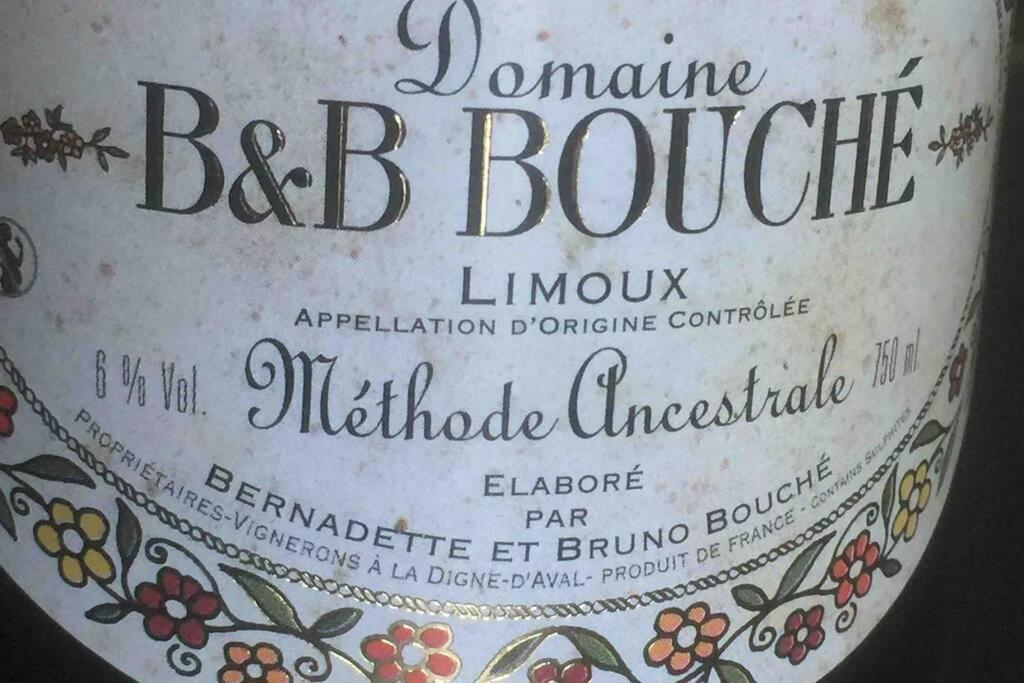 Domaine
B&B BOUCHÉ
LIMOUX
APPELLATION D'ORIGINE CONTRÔLÉE
6 % Vol.
Méthode Ancestrale
750 ml
ELABORÉ
PAR
BERNADETTE ET BRUNO BOUCHÉ
PROPRIÉTAIRES-VIGNERONS À LA DIGNE-D'AVAL- PRODUIT DE FRANCE - CONTAINS SULPHITES